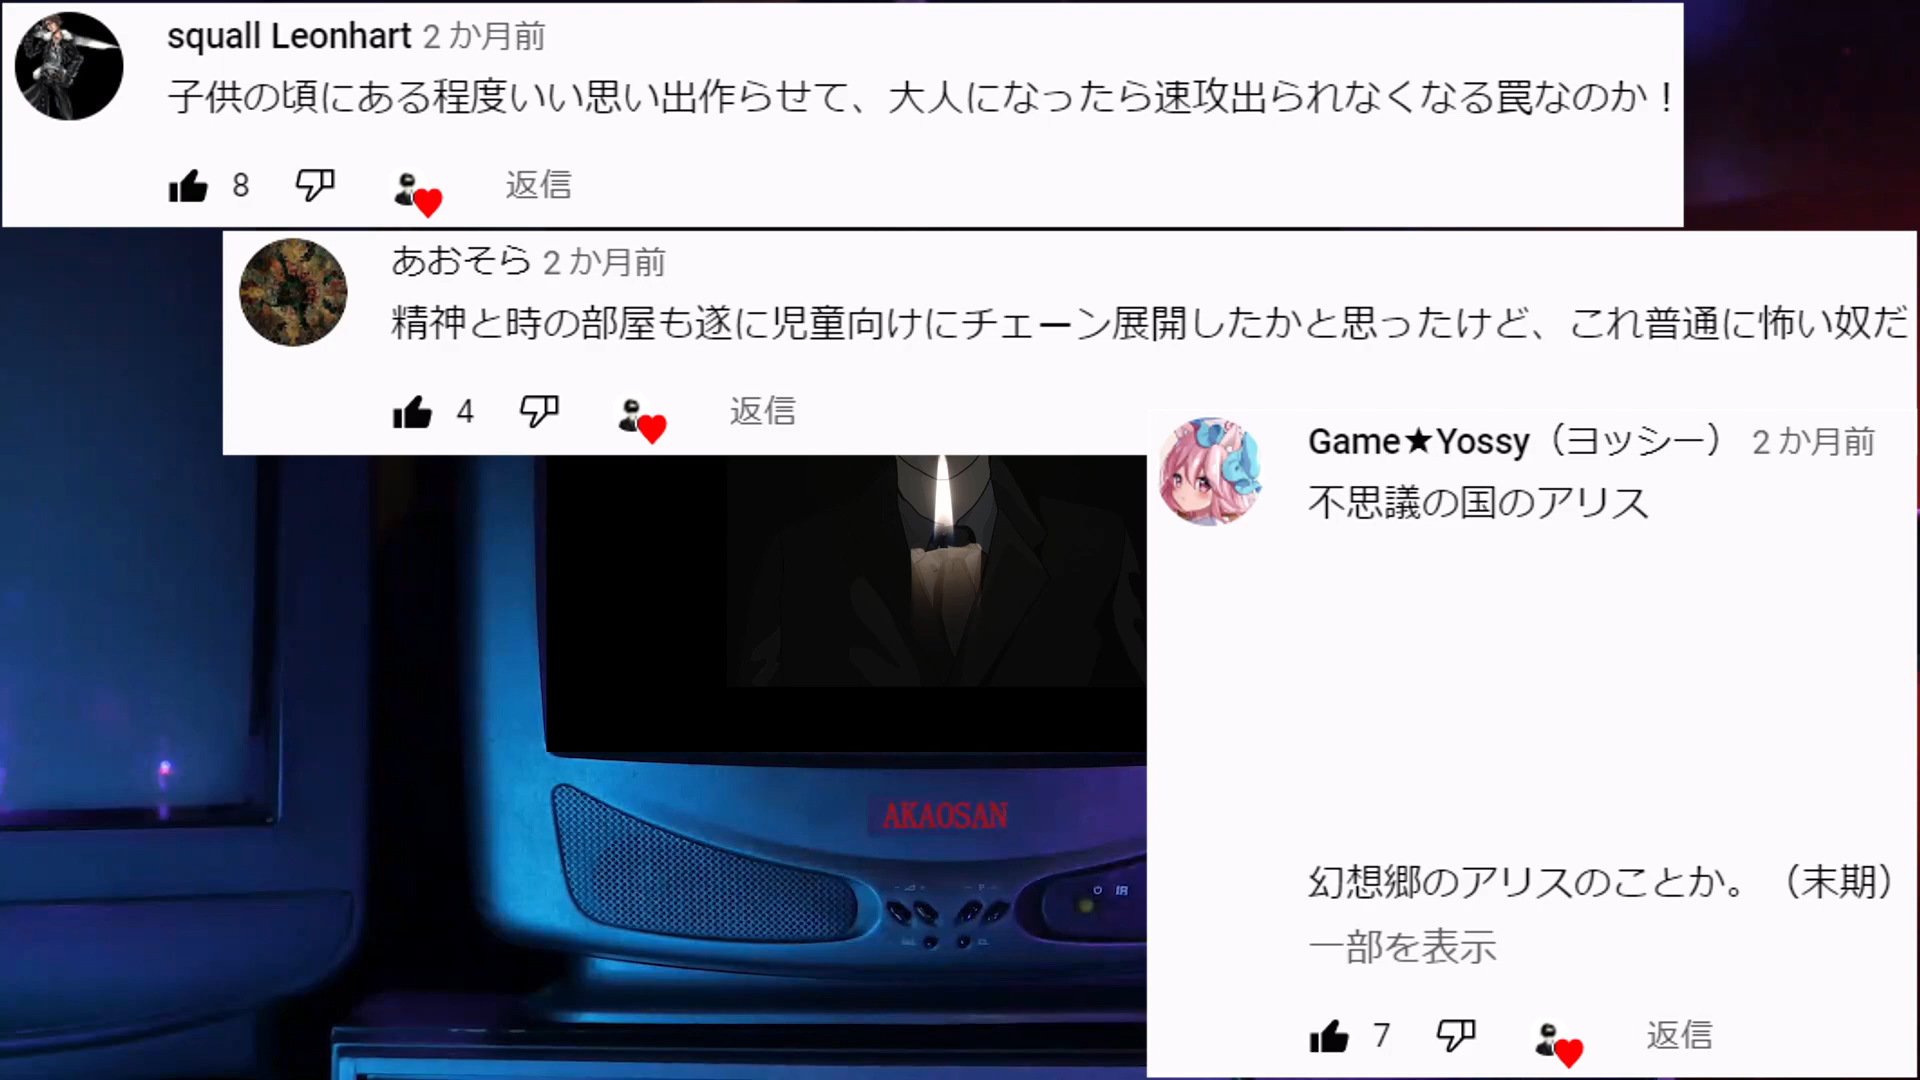 squall Leonhart 2 か月前
子供の頃にある程度いい思い出作らせて、大人になったら速攻出られなくなる罠なのか！
8 返信
あおそら 2 か月前
精神と時の部屋も遂に児童向けにチェーン展開したかと思ったけど、これ普通に怖い奴だ
4 返信
Game★Yossy（ヨッシー） 2 か月前
不思議の国のアリス
幻想郷のアリスのことか。（末期）
一部を表示
7 返信
AKAOSAN